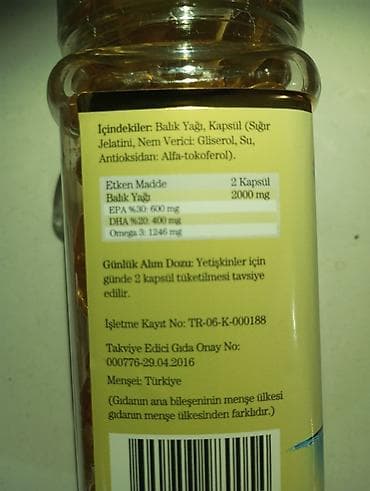 İçindekiler: Balık Yağı, Kapsül (Sığır
Jelatini, Nem Verici: Gliserol, Su,
Antioksidan: Alfa-tokoferol).
Etken Madde 2 Kapsül
Balık Yağı 2000 mg
EPA %30: 600 mg
DHA %20: 400 mg
Omega 3: 1246 mg
Günlük Alım Dozu: Yetişkinler için
günde 2 kapsül tüketilmesi tavsiye
edilir.
İşletme Kayıt No: TR-06-K-000188
Takviye Edici Gıda Onay No:
000776-29.04.2016
Menşei: Türkiye
(Gıdanın ana bileşeninin menşe ülkesi
gıdanın menşe ülkesinden farklıdır.)